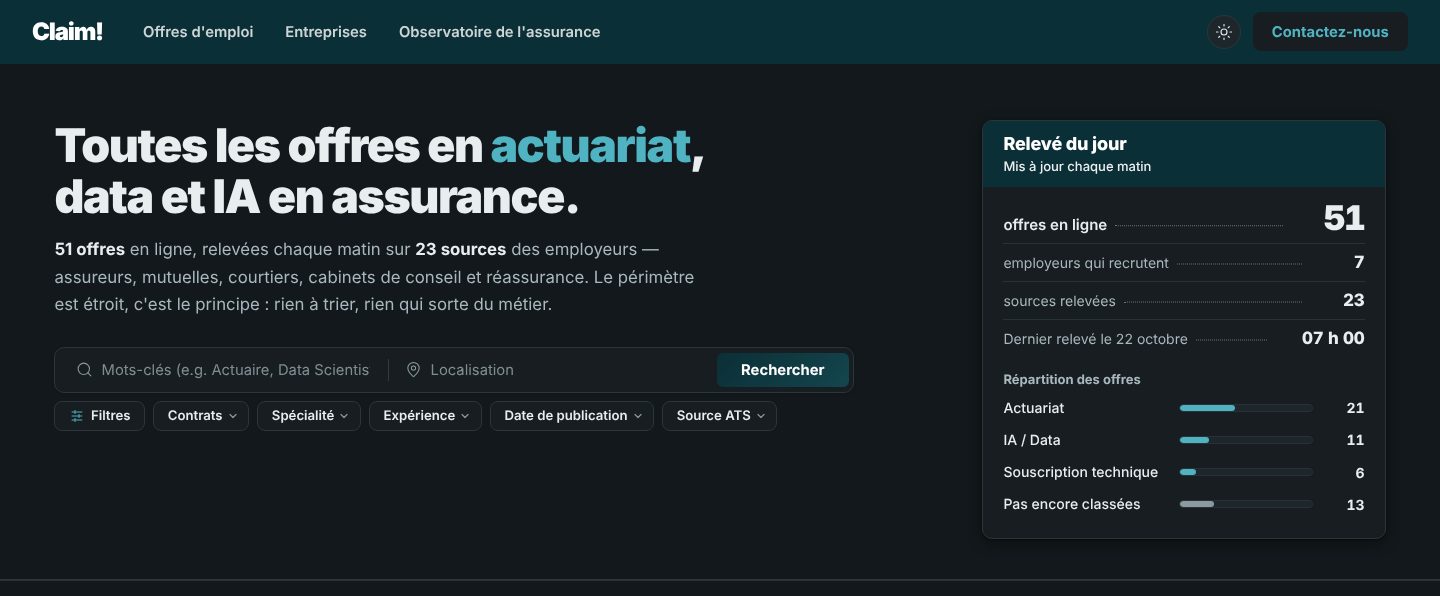 Claim!
Offres d'emploi
Entreprises
Observatoire de l'assurance
Contactez-nous
Toutes les offres en actuariat,
data et IA en assurance.
51 offres en ligne, relevées chaque matin sur 23 sources des employeurs —
assureurs, mutuelles, courtiers, cabinets de conseil et réassurance. Le périmètre
est étroit, c'est le principe : rien à trier, rien qui sorte du métier.
Mots-clés (e.g. Actuaire, Data Scientis
Localisation
Rechercher
Filtres
Contrats
Spécialité
Expérience
Date de publication
Source ATS
Relevé du jour
Mis à jour chaque matin
offres en ligne 51
employeurs qui recrutent 7
sources relevées 23
Dernier relevé le 22 octobre 07 h 00
Répartition des offres
Actuariat 21
IA / Data 11
Souscription technique 6
Pas encore classées 13